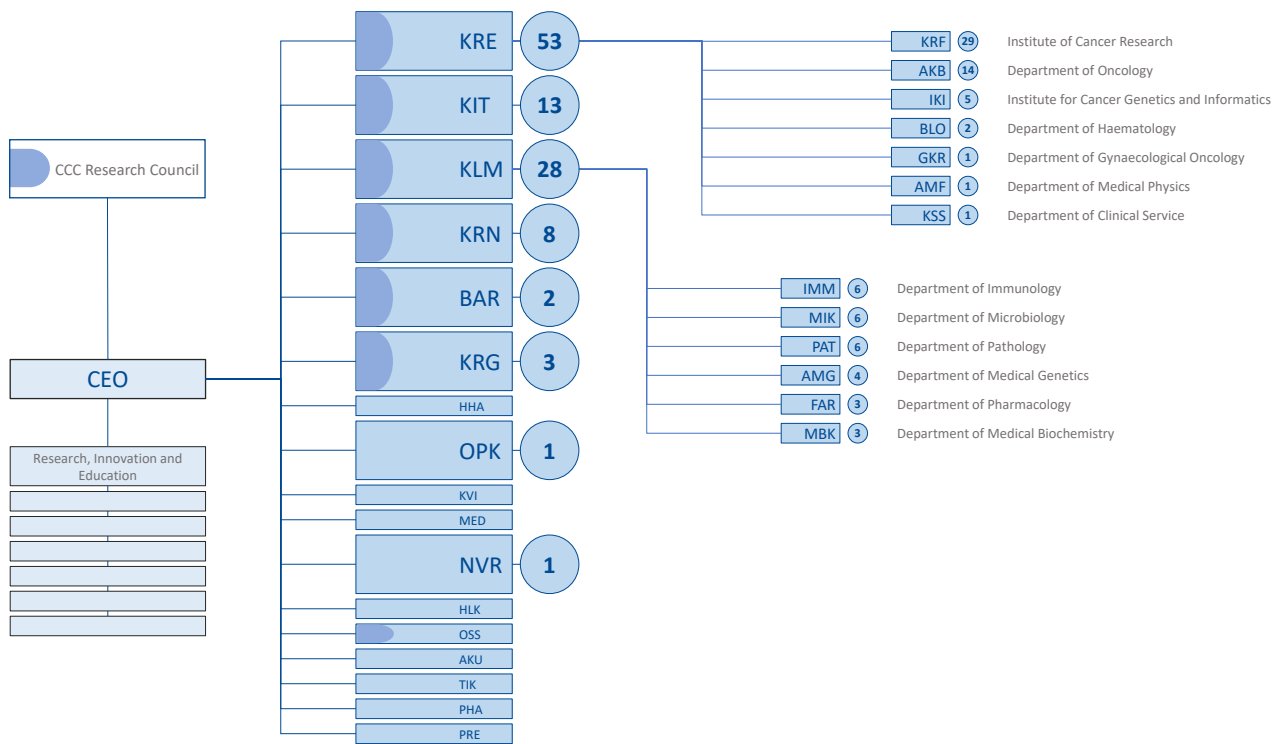 CCC Research Council
CEO
Research, Innovation and
Education
KRE 53
KIT 13
KLM 28
KRN 8
BAR 2
KRG 3
HHA
OPK 1
KVI
MED
NVR 1
HLK
OSS
AKU
TIK
PHA
PRE
KRF 29 Institute of Cancer Research
AKB 14 Department of Oncology
IKI 5 Institute for Cancer Genetics and Informatics
BLO 2 Department of Haematology
GKR 1 Department of Gynaecological Oncology
AMF 1 Department of Medical Physics
KSS 1 Department of Clinical Service
IMM 6 Department of Immunology
MIK 6 Department of Microbiology
PAT 6 Department of Pathology
AMG 4 Department of Medical Genetics
FAR 3 Department of Pharmacology
MBK 3 Department of Medical Biochemistry